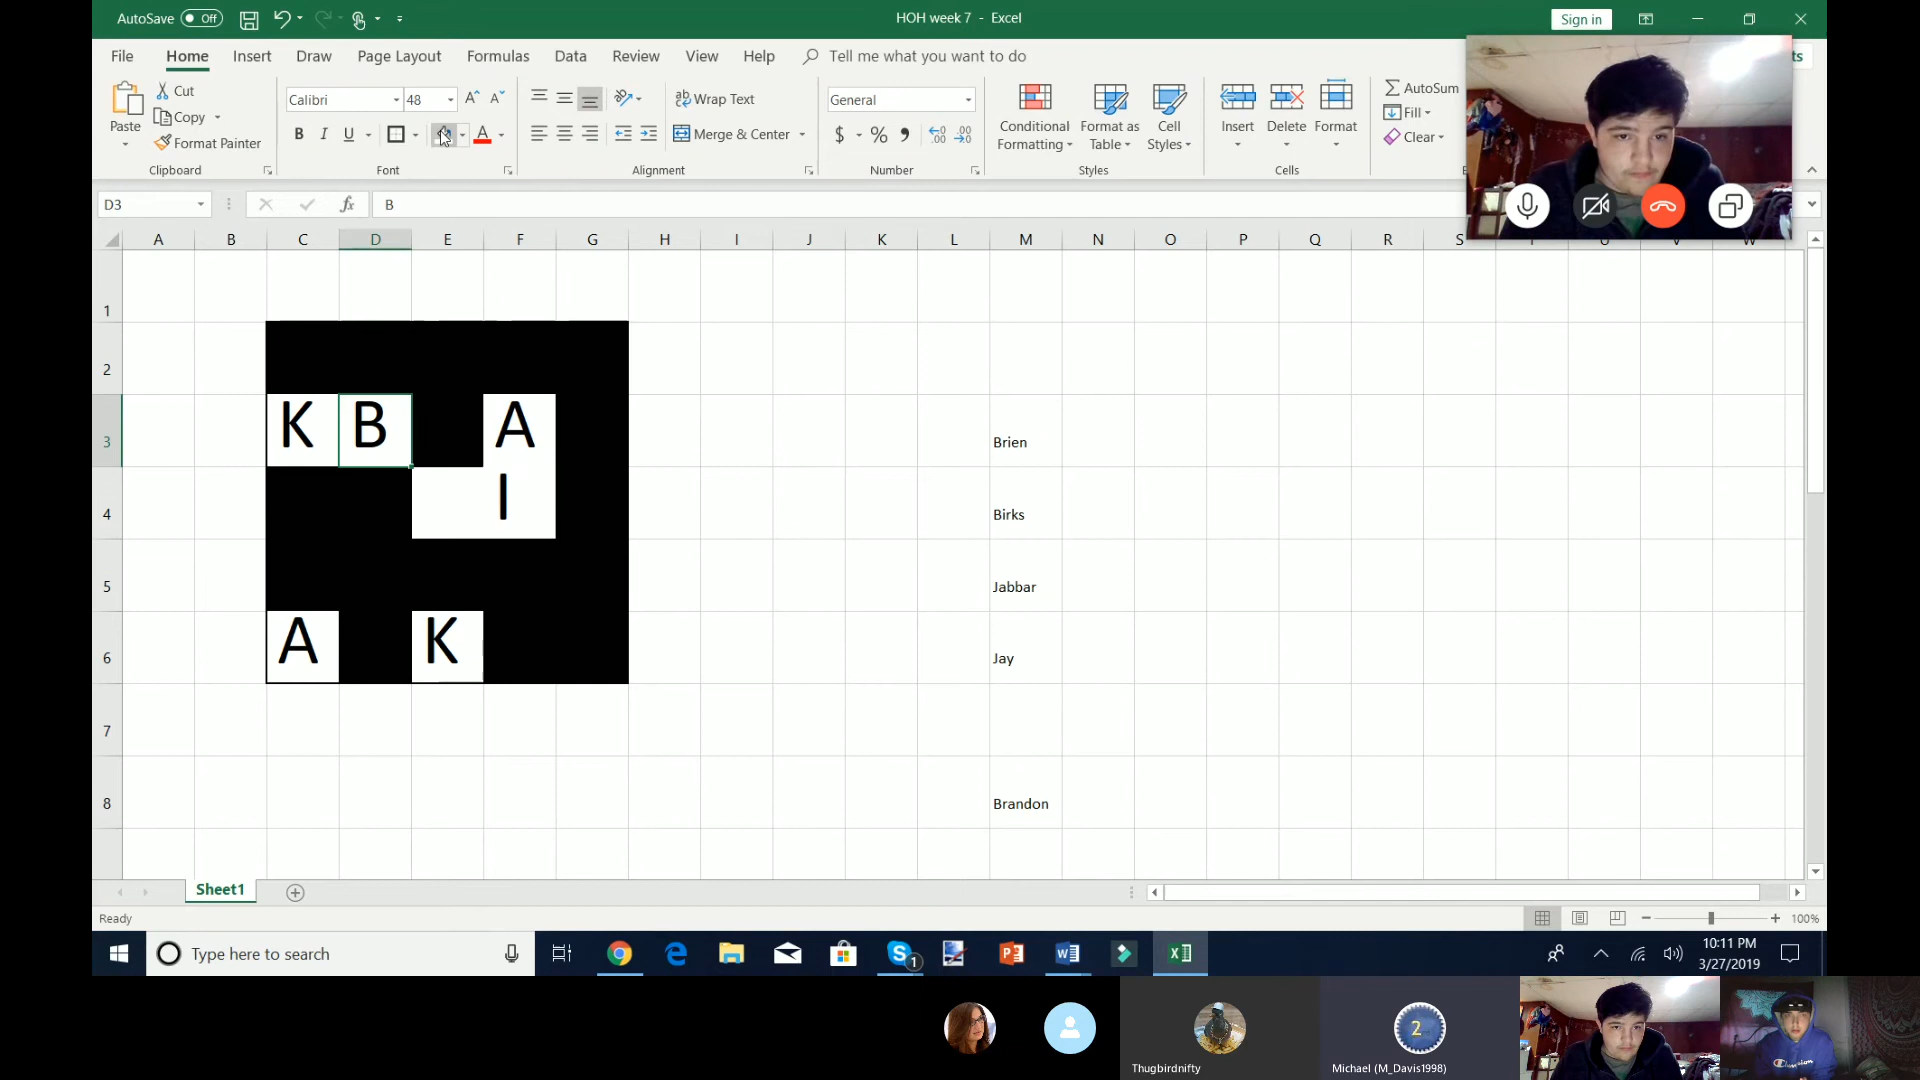 AutoSave Off
HOH week 7 - Excel
Sign in
File Home Insert Draw Page Layout Formulas Data Review View Help Tell me what you want to do
Paste
Cut
Copy
Format Painter
Clipboard
Calibri 48
B I U
Font
Wrap Text
Merge & Center
Alignment
General
$ % ,
Number
Conditional Formatting
Format as Table
Cell Styles
Styles
Insert
Delete
Format
Cells
AutoSum
Fill
Clear
D3
fx
B
A B C D E F G H I J K L M N O P Q R S
1
2
3
K B A
Brien
4
I
Birks
5
Jabbar
6
A K
Jay
7
8
Brandon
Sheet1
Ready
100%
Type here to search
10:11 PM
3/27/2019
Thugbirdnifty
2
Michael (M_Davis1998)
Champion